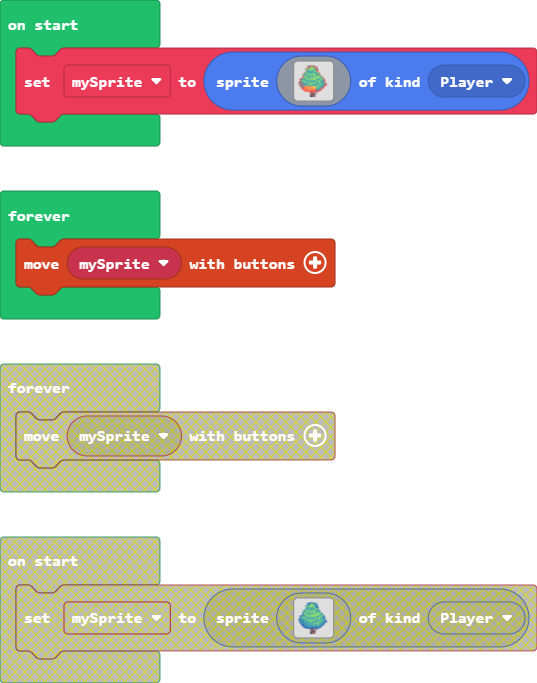 on start
set mySprite to sprite of kind Player
forever
move mySprite with buttons
forever
move mySprite with buttons
on start
set mySprite to sprite of kind Player